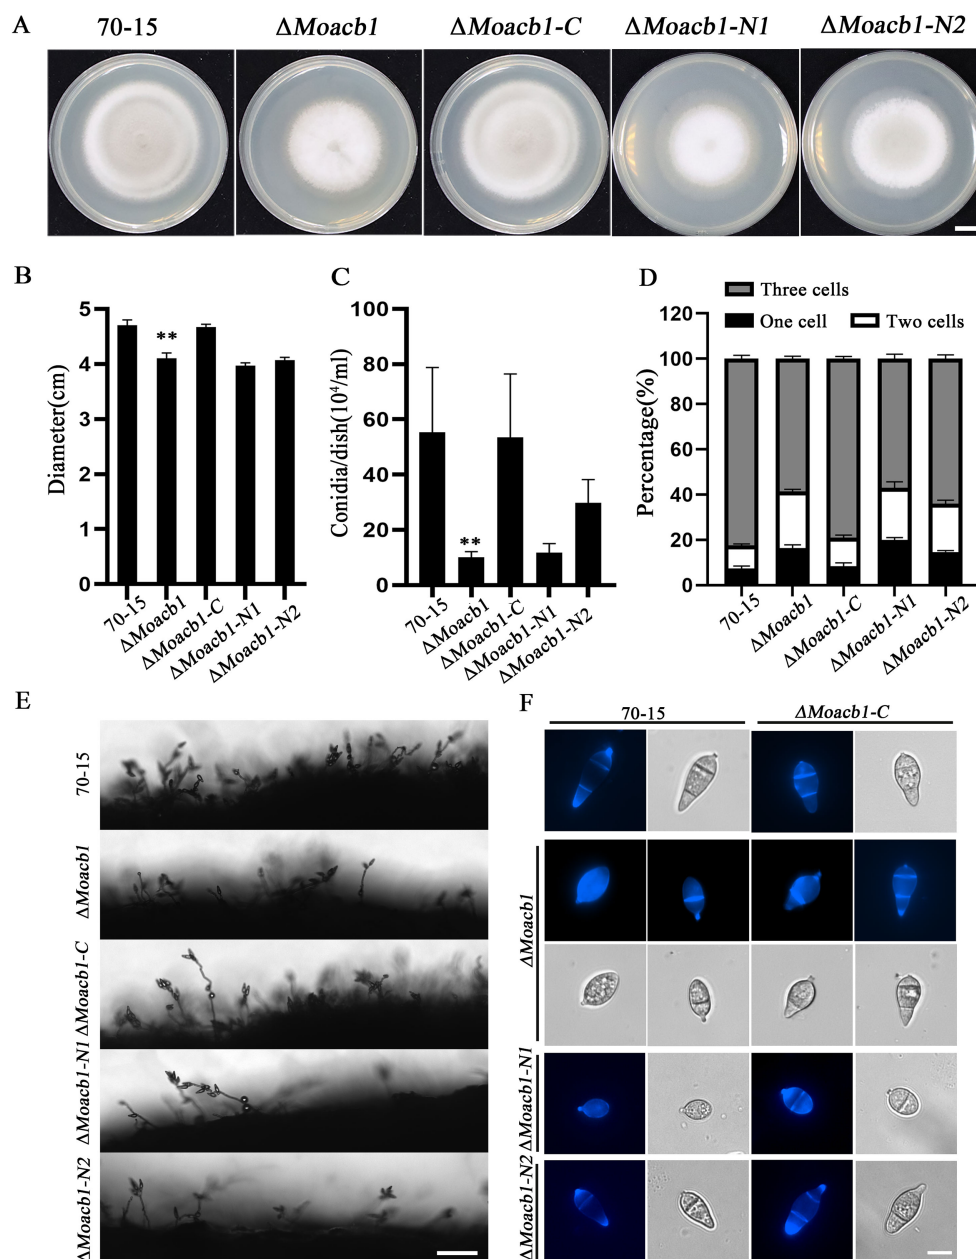 A
70-15
ΔMoacb1
ΔMoacb1-C
ΔMoacb1-N1
ΔMoacb1-N2
B
Diameter(cm)
5
4
3
2
1
0
**
70-15
ΔMoacb1
ΔMoacb1-C
ΔMoacb1-N1
ΔMoacb1-N2
C
Conidia/dish(10⁴/ml)
100
80
60
40
20
0
**
70-15
ΔMoacb1
ΔMoacb1-C
ΔMoacb1-N1
ΔMoacb1-N2
D
Three cells
One cell
Two cells
Percentage(%)
120
100
80
60
40
20
0
70-15
ΔMoacb1
ΔMoacb1-C
ΔMoacb1-N1
ΔMoacb1-N2
E
70-15
ΔMoacb1
ΔMoacb1-C
ΔMoacb1-N1
ΔMoacb1-N2
F
70-15
ΔMoacb1-C
ΔMoacb1
ΔMoacb1-N1
ΔMoacb1-N2